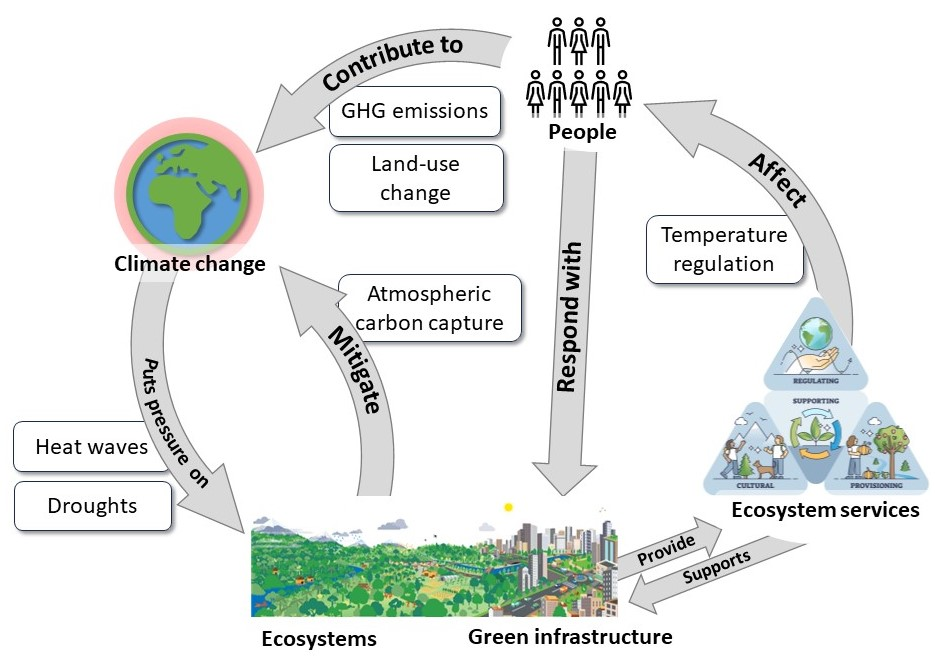 Contribute to
People
GHG emissions
Land-use
change
Affect
Temperature
regulation
Climate change
Respond with
Atmospheric
carbon capture
Mitigate
Puts pressure on
Heat waves
Droughts
REGULATING
SUPPORTING
CULTURAL
PROVISIONING
Ecosystem services
Provide
Supports
Ecosystems
Green infrastructure